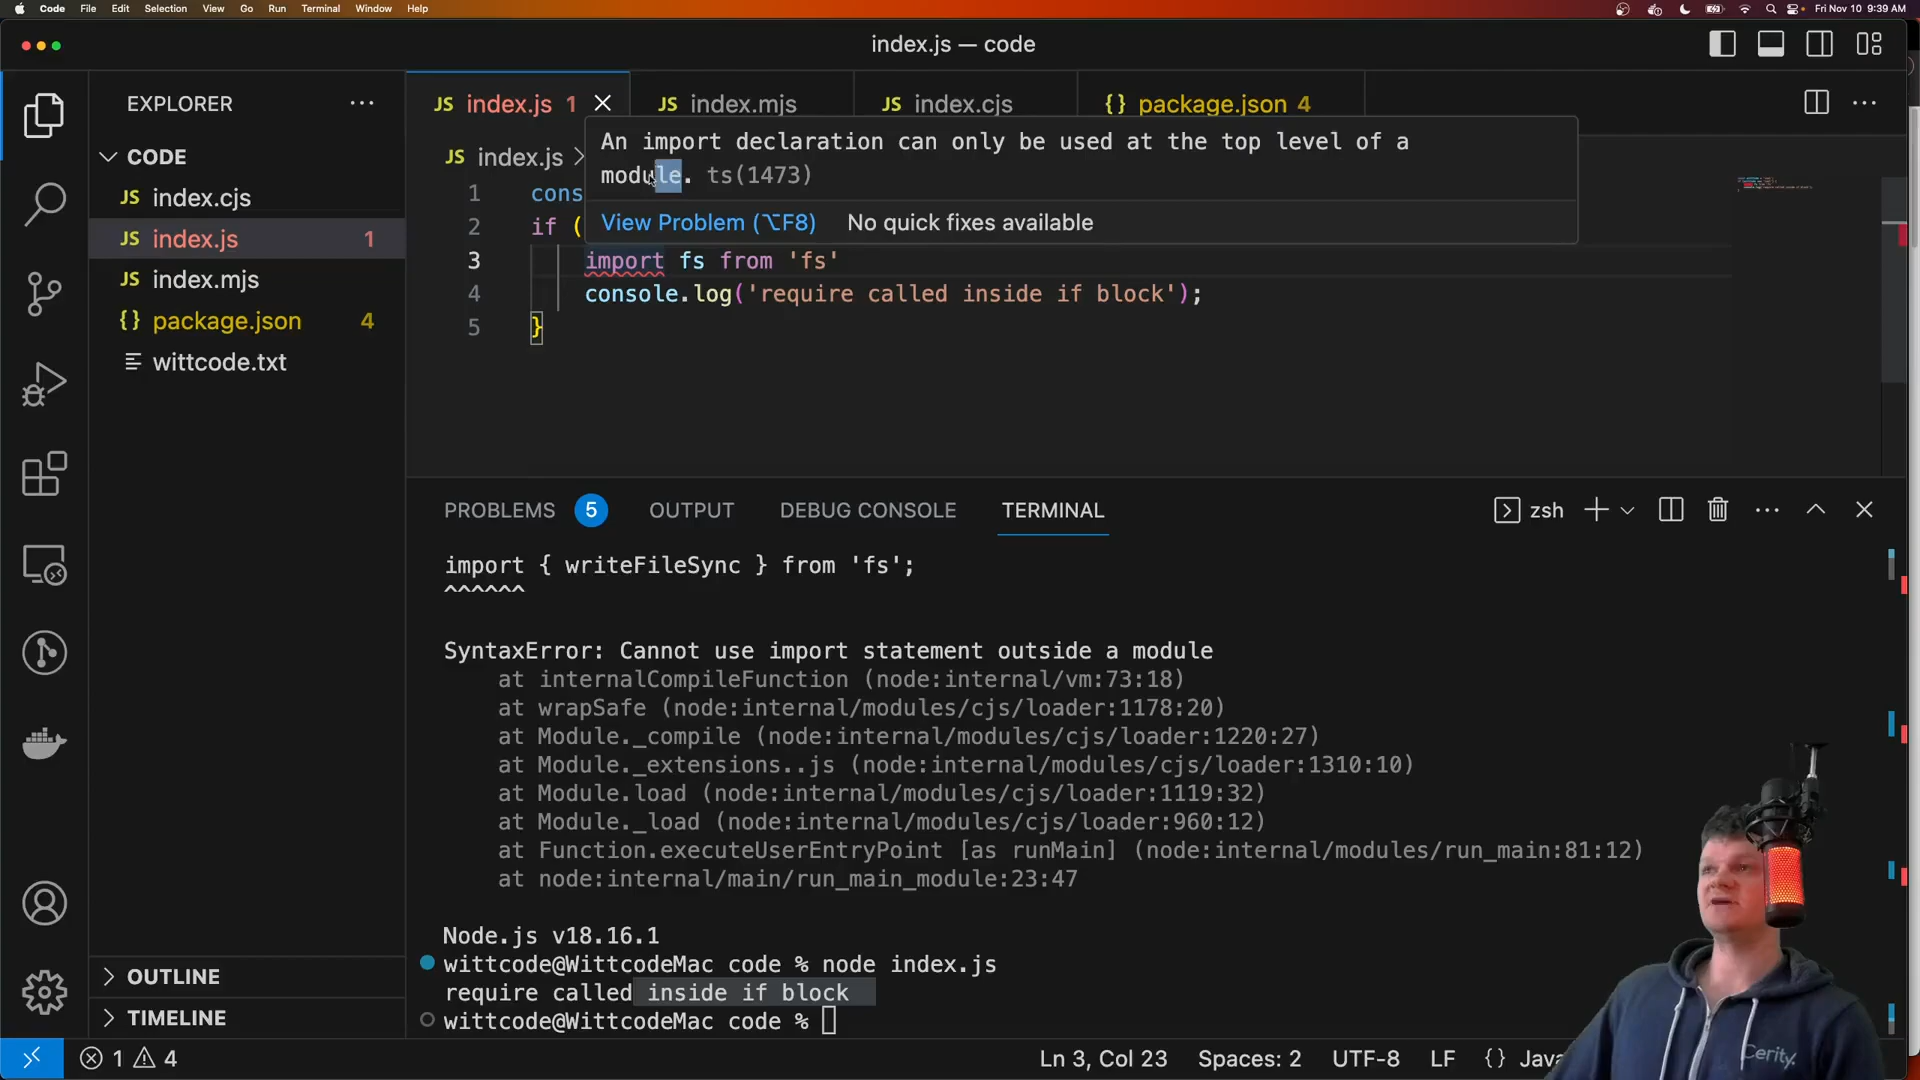 Code File Edit Selection View Go Run Terminal Window Help Fri Nov 10 9:39 AM
index.js — code
EXPLORER
CODE
JS index.cjs
JS index.js 1
JS index.mjs
{} package.json 4
wittcode.txt
OUTLINE
TIMELINE
JS index.js 1
JS index.mjs
JS index.cjs
{} package.json 4
JS index.js >
An import declaration can only be used at the top level of a
module. ts(1473)
View Problem (⌥F8) No quick fixes available
1 cons
2 if (
3 import fs from 'fs'
4 console.log('require called inside if block');
5 }
PROBLEMS 5 OUTPUT DEBUG CONSOLE TERMINAL
zsh
import { writeFileSync } from 'fs';
^^^^^^
SyntaxError: Cannot use import statement outside a module
at internalCompileFunction (node:internal/vm:73:18)
at wrapSafe (node:internal/modules/cjs/loader:1178:20)
at Module._compile (node:internal/modules/cjs/loader:1220:27)
at Module._extensions..js (node:internal/modules/cjs/loader:1310:10)
at Module.load (node:internal/modules/cjs/loader:1119:32)
at Module._load (node:internal/modules/cjs/loader:960:12)
at Function.executeUserEntryPoint [as runMain] (node:internal/modules/run_main:81:12)
at node:internal/main/run_main_module:23:47
Node.js v18.16.1
wittcode@WittcodeMac code % node index.js
require called inside if block
wittcode@WittcodeMac code %
1 4
Ln 3, Col 23 Spaces: 2 UTF-8 LF {} Java
Cerity.